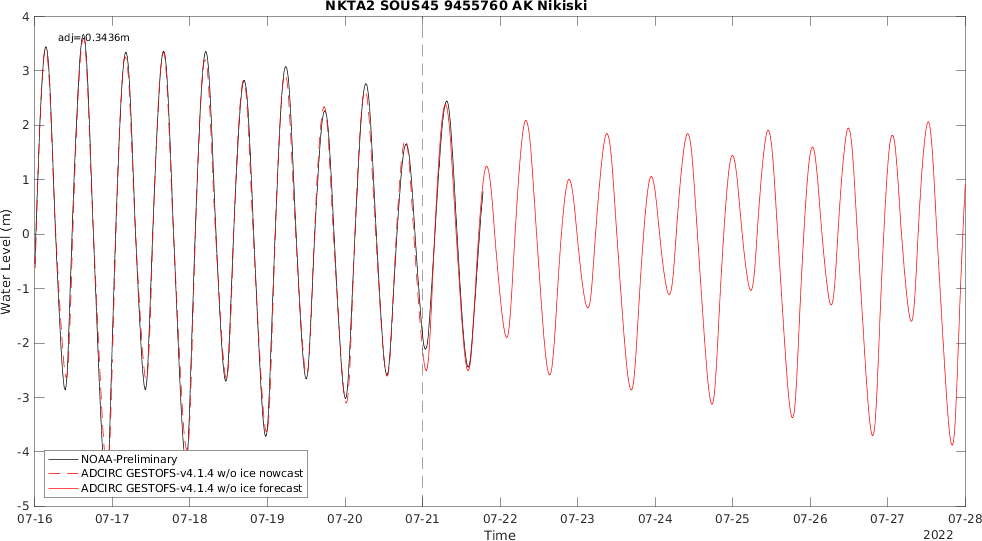 NKTA2 SOUS45 9455760 AK Nikiski
adj=-0.3436m
4
3
2
1
0
-1
-2
-3
-4
-5
Water Level (m)
NOAA-Preliminary
ADCIRC GESTOFS-v4.1.4 w/o ice nowcast
ADCIRC GESTOFS-v4.1.4 w/o ice forecast
07-16 07-17 07-18 07-19 07-20 07-21 07-22 07-23 07-24 07-25 07-26 07-27 07-28
Time
2022